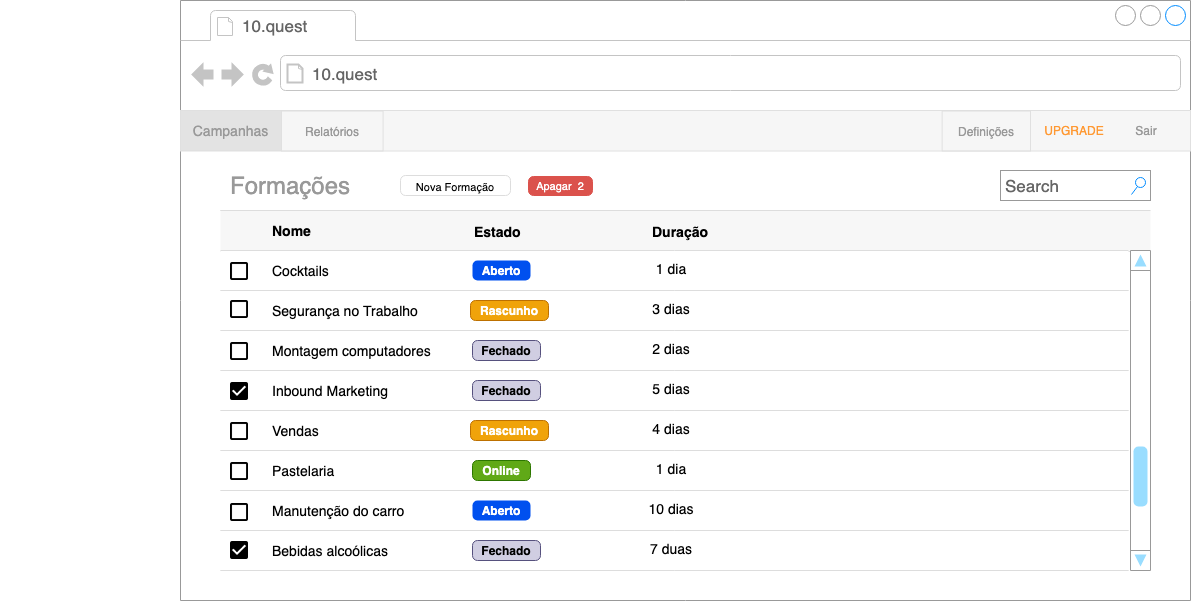 10.quest
10.quest
Campanhas Relatórios Definições UPGRADE Sair
Formações Nova Formação Apagar 2 Search
Nome Estado Duração
Cocktails Aberto 1 dia
Segurança no Trabalho Rascunho 3 dias
Montagem computadores Fechado 2 dias
Inbound Marketing Fechado 5 dias
Vendas Rascunho 4 dias
Pastelaria Online 1 dia
Manutenção do carro Aberto 10 dias
Bebidas alcoólicas Fechado 7 duas